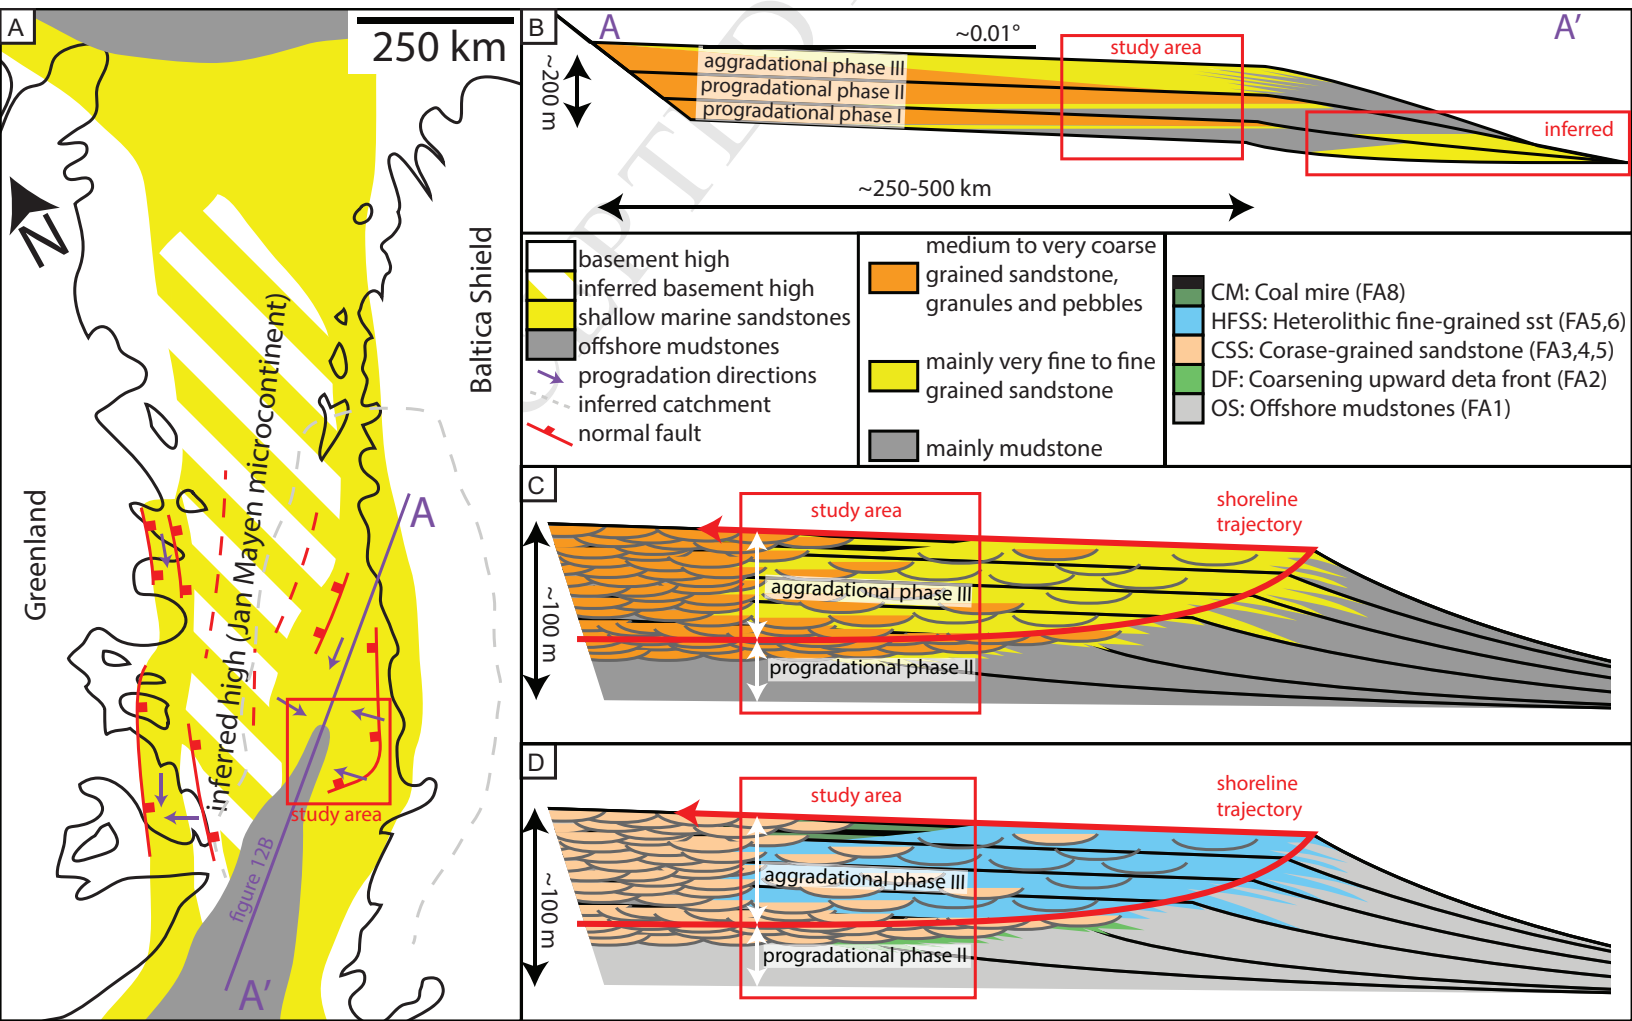 A
250 km
N
Greenland
Baltica Shield
inferred high (Jan Mayen microcontinent)
A
study area
figure 12B
A'
B
A
~0.01°
study area
A'
~200 m
aggradational phase III
progradational phase II
progradational phase I
inferred
~250-500 km
basement high
inferred basement high
shallow marine sandstones
offshore mudstones
progradation directions
inferred catchment
normal fault
medium to very coarse
grained sandstone,
granules and pebbles
mainly very fine to fine
grained sandstone
mainly mudstone
CM: Coal mire (FA8)
HFSS: Heterolithic fine-grained sst (FA5,6)
CSS: Corase-grained sandstone (FA3,4,5)
DF: Coarsening upward deta front (FA2)
OS: Offshore mudstones (FA1)
C
study area
shoreline
trajectory
~100 m
aggradational phase III
progradational phase II
D
study area
shoreline
trajectory
~100 m
aggradational phase III
progradational phase II